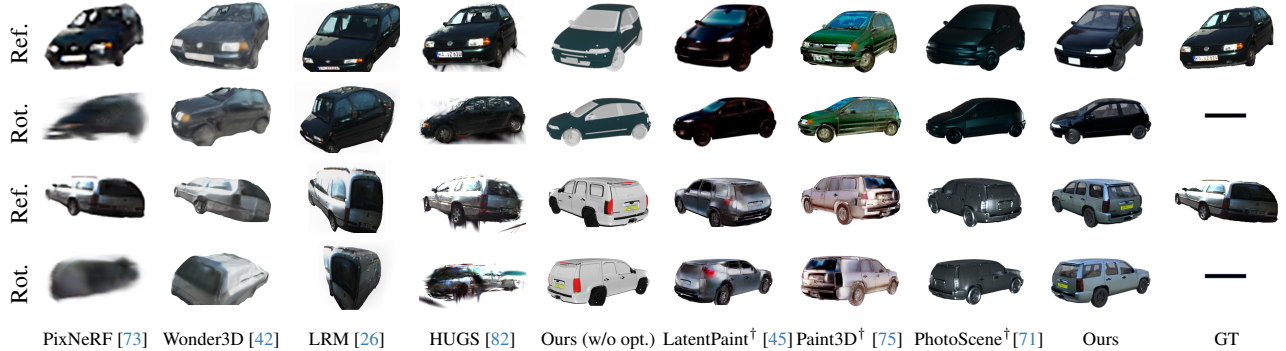 Ref.
Rot.
Ref.
Rot.
PixNeRF [73] Wonder3D [42] LRM [26] HUGS [82] Ours (w/o opt.) LatentPaint† [45] Paint3D† [75] PhotoScene† [71] Ours GT